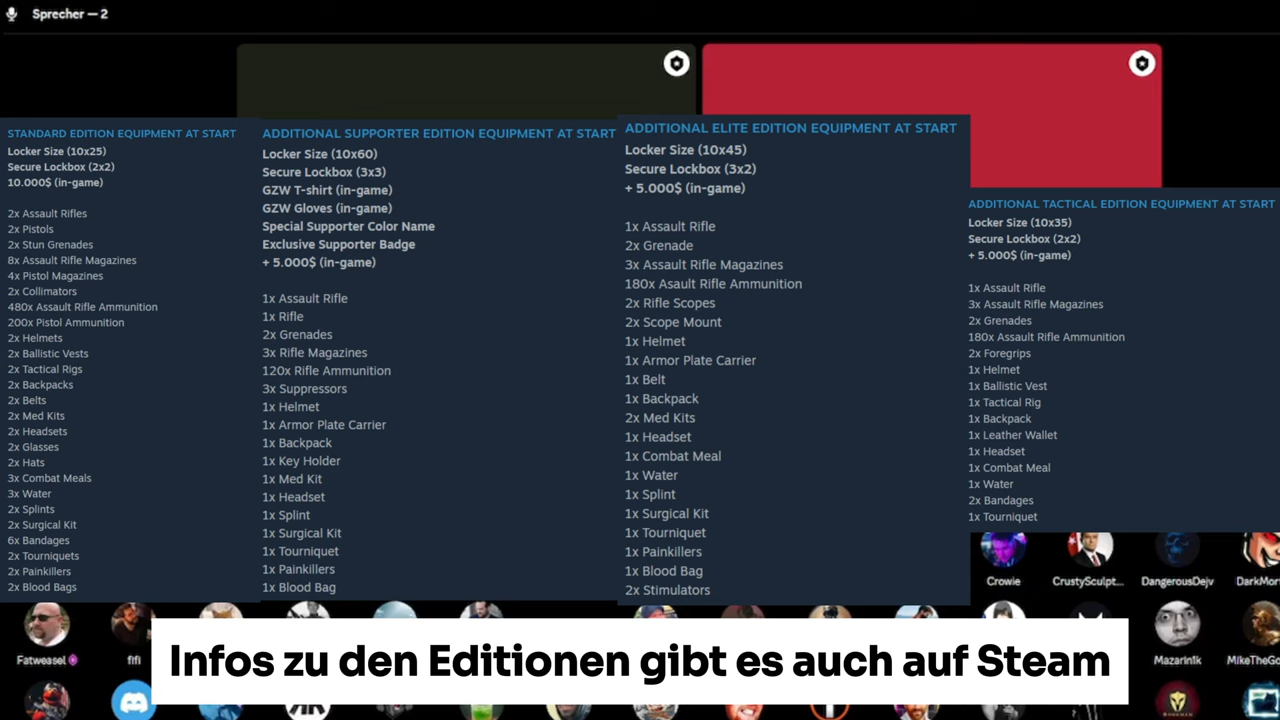 Sprecher — 2
STANDARD EDITION EQUIPMENT AT START
Locker Size (10x25)
Secure Lockbox (2x2)
10.000$ (in-game)
2x Assault Rifles
2x Pistols
2x Stun Grenades
8x Assault Rifle Magazines
4x Pistol Magazines
2x Collimators
480x Assault Rifle Ammunition
200x Pistol Ammunition
2x Helmets
2x Ballistic Vests
2x Tactical Rigs
2x Backpacks
2x Belts
2x Med Kits
2x Headsets
2x Glasses
2x Hats
3x Combat Meals
3x Water
2x Splints
2x Surgical Kit
6x Bandages
2x Tourniquets
2x Painkillers
2x Blood Bags
ADDITIONAL SUPPORTER EDITION EQUIPMENT AT START
Locker Size (10x60)
Secure Lockbox (3x3)
GZW T-shirt (in-game)
GZW Gloves (in-game)
Special Supporter Color Name
Exclusive Supporter Badge
+ 5.000$ (in-game)
1x Assault Rifle
1x Rifle
2x Grenades
3x Rifle Magazines
120x Rifle Ammunition
3x Suppressors
1x Helmet
1x Armor Plate Carrier
1x Backpack
1x Key Holder
1x Med Kit
1x Headset
1x Splint
1x Surgical Kit
1x Tourniquet
1x Painkillers
1x Blood Bag
ADDITIONAL ELITE EDITION EQUIPMENT AT START
Locker Size (10x45)
Secure Lockbox (3x2)
+ 5.000$ (in-game)
1x Assault Rifle
2x Grenade
3x Assault Rifle Magazines
180x Assault Rifle Ammunition
2x Rifle Scopes
2x Scope Mount
1x Helmet
1x Armor Plate Carrier
1x Belt
1x Backpack
2x Med Kits
1x Headset
1x Combat Meal
1x Water
1x Splint
1x Surgical Kit
1x Tourniquet
1x Painkillers
1x Blood Bag
2x Stimulators
ADDITIONAL TACTICAL EDITION EQUIPMENT AT START
Locker Size (10x35)
Secure Lockbox (2x2)
+ 5.000$ (in-game)
1x Assault Rifle
3x Assault Rifle Magazines
2x Grenades
180x Assault Rifle Ammunition
2x Foregrips
1x Helmet
1x Ballistic Vest
1x Tactical Rig
1x Backpack
1x Leather Wallet
1x Headset
1x Combat Meal
1x Water
2x Bandages
1x Tourniquet
Crowie
CrustySculpt...
DangerousDejv
DarkMor
Fatweasel
fifi
Mazarin1k
MikeTheGo
Infos zu den Editionen gibt es auch auf Steam